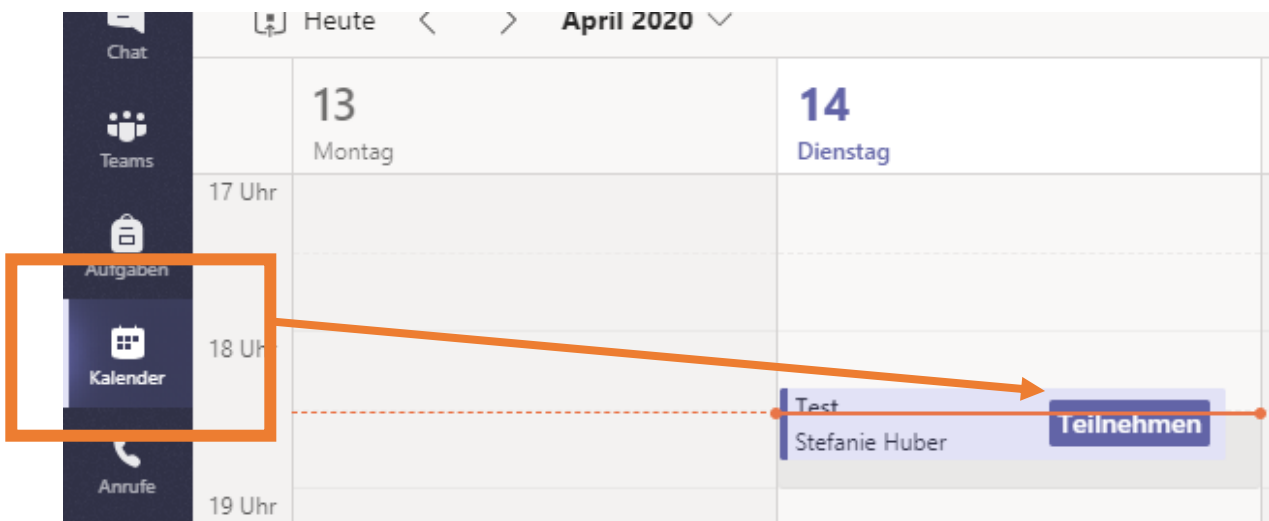 Chat
Teams
Aufgaben
Kalender
Anrufe
Heute April 2020
13
Montag
14
Dienstag
17 Uhr
18 Uhr
19 Uhr
Test
Stefanie Huber
Teilnehmen